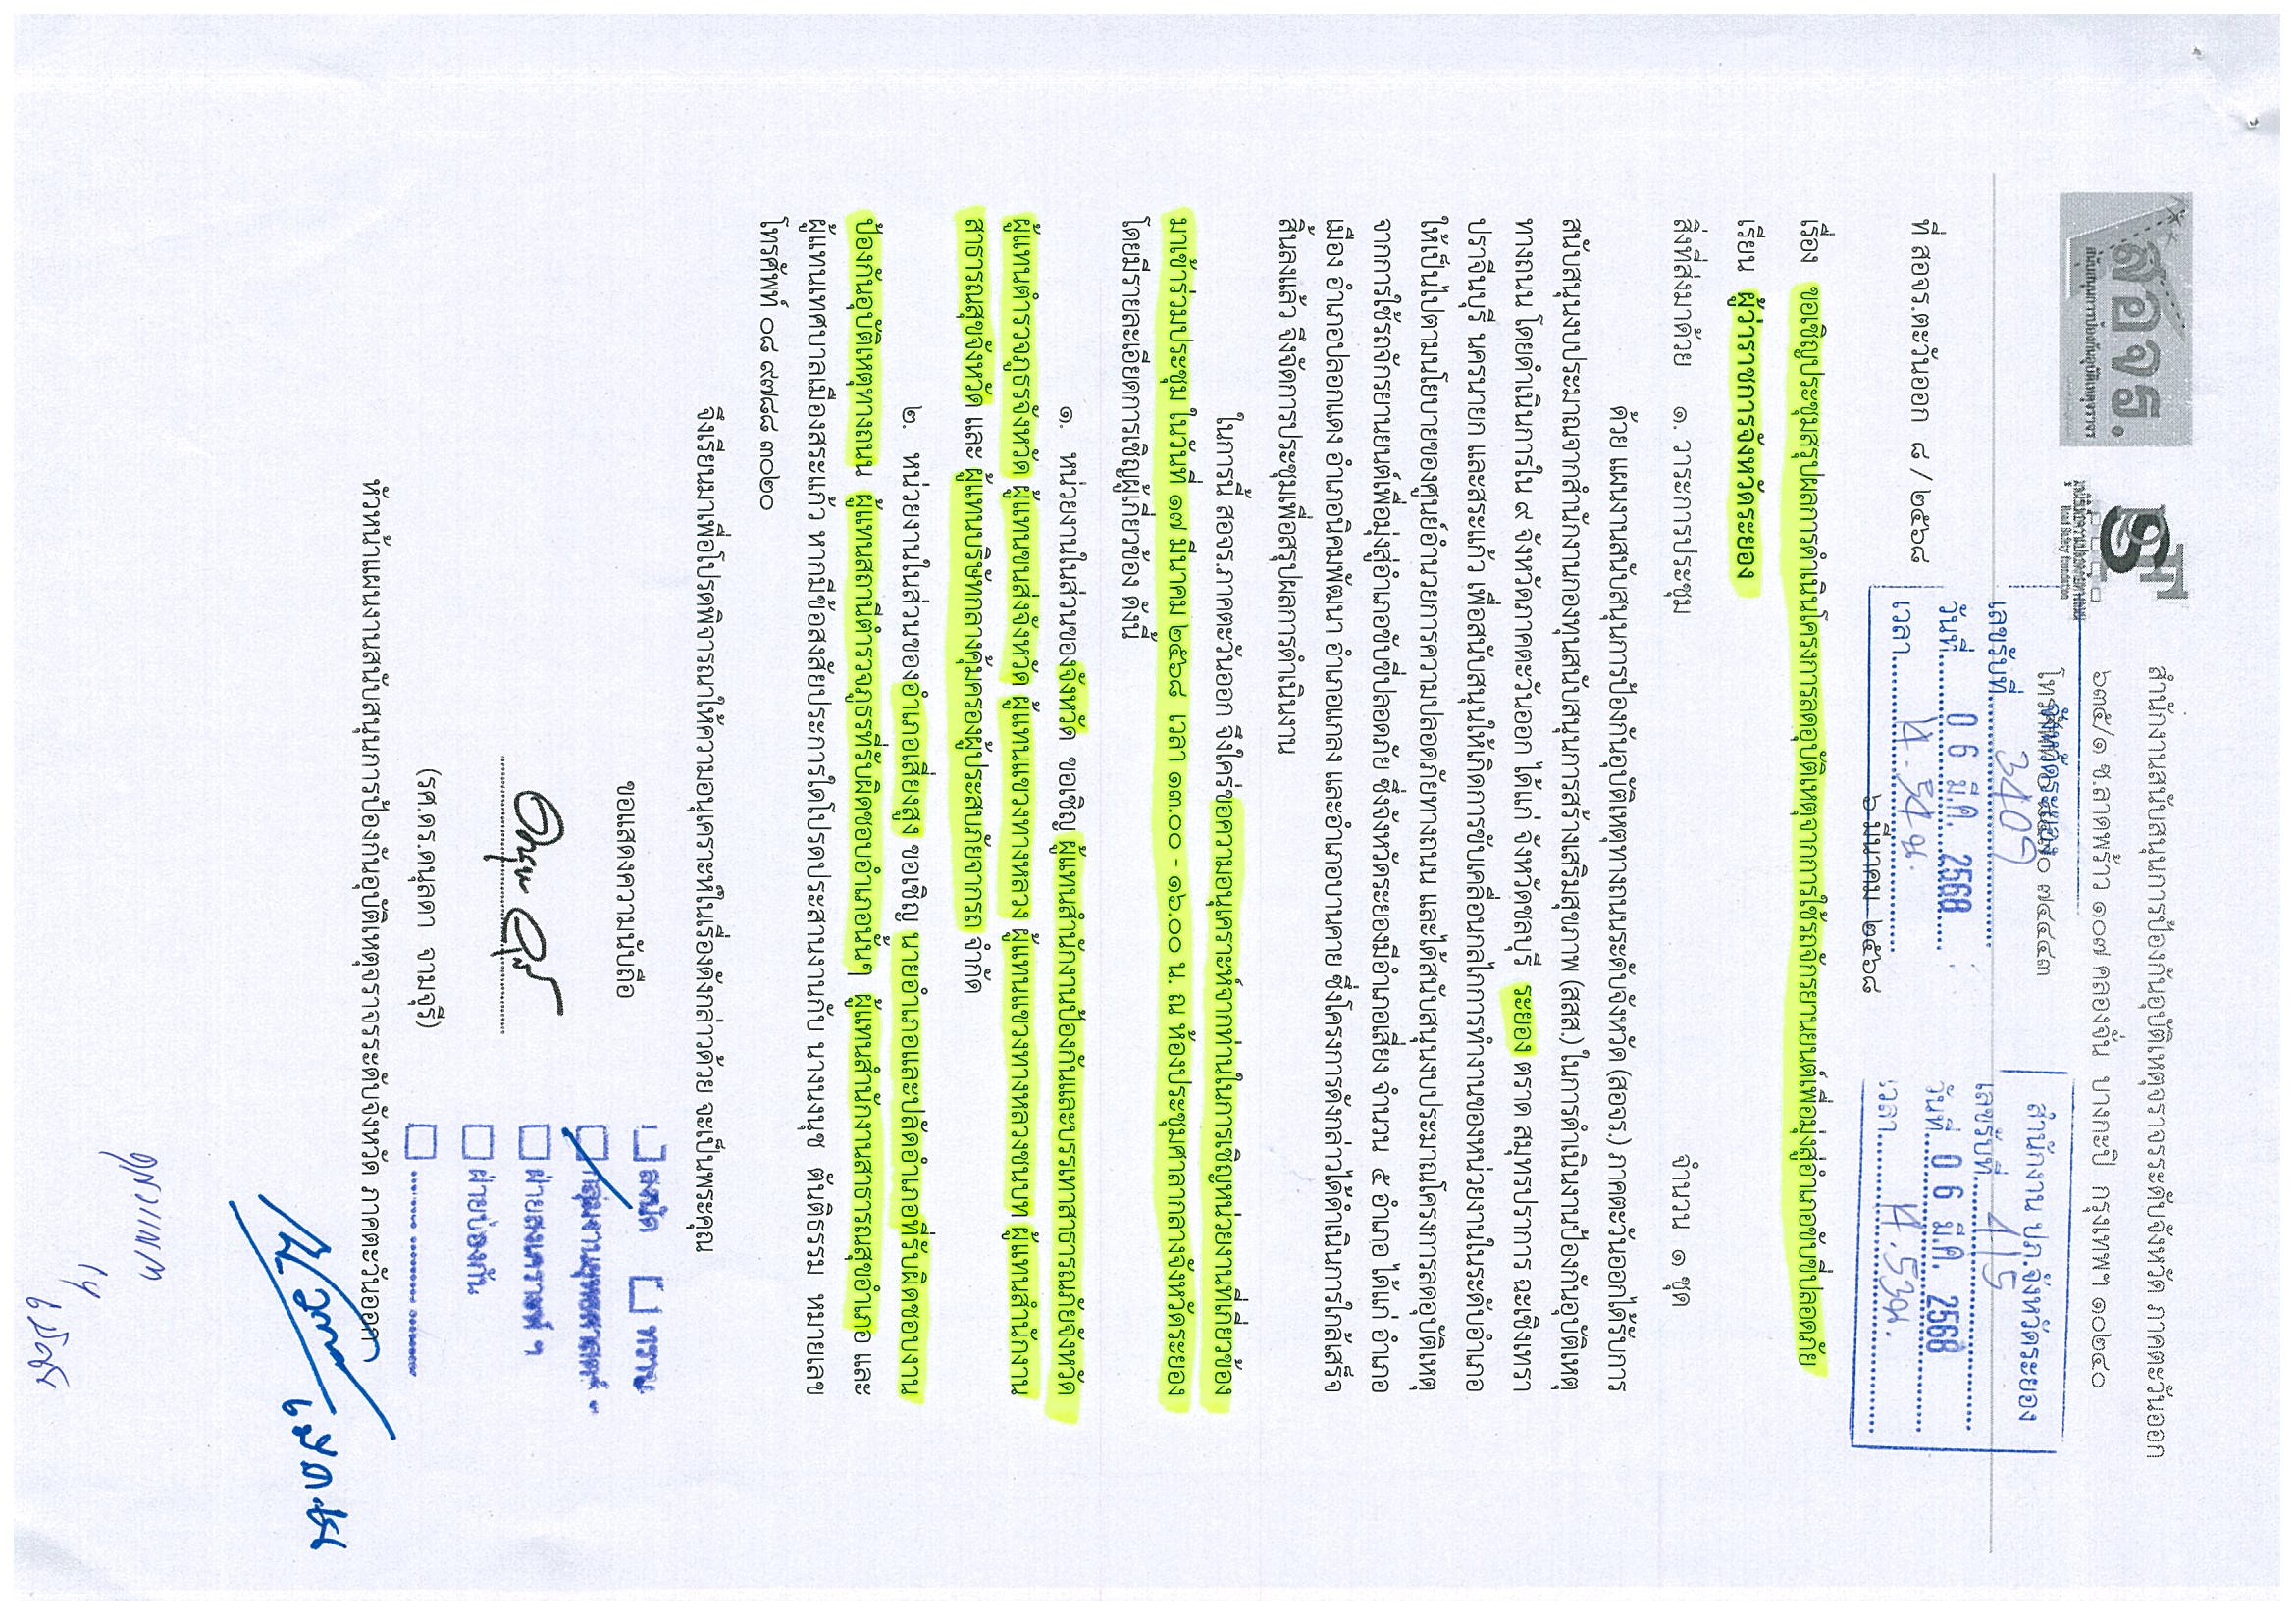 สอจร.
สนับสนุนการป้องกันอุบัติเหตุจราจร
มูลนิธิเพื่อความปลอดภัยทางถนน
Road Safety foundation
สำนักงานสนับสนุนการป้องกันอุบัติเหตุจราจรระดับจังหวัด ภาคตะวันออก
๖๓๕/๑ ซ.ลาดพร้าว ๑๐๗ คลองจั่น บางกะปิ กรุงเทพฯ ๑๐๒๔๐
โทรศัพท์ ๗๔๔๔๓
จังหวัดระยอง
เลขรับที่ 3409
วันที่ 06 มี.ค. 2568
เวลา 14.54 น.
สำนักงาน ปภ.จังหวัดระยอง
เลขรับที่ 415
วันที่ 06 มี.ค. 2568
เวลา 14.53 น.
ที่ สอจร.ตะวันออก ๘ / ๒๕๖๘
๖ มีนาคม ๒๕๖๘
เรื่อง ขอเชิญประชุมสรุปผลการดำเนินโครงการลดอุบัติเหตุจากการใช้รถจักรยานยนต์เพื่อมุ่งสู่อำเภอขับขี่ปลอดภัย
เรียน ผู้ว่าราชการจังหวัดระยอง
สิ่งที่ส่งมาด้วย ๑. วาระการประชุม จำนวน ๑ ชุด
ด้วย แผนงานสนับสนุนการป้องกันอุบัติเหตุทางถนนระดับจังหวัด (สอจร.) ภาคตะวันออกได้รับการ
สนับสนุนงบประมาณจากสำนักงานกองทุนสนับสนุนการสร้างเสริมสุขภาพ (สสส.) ในการดำเนินงานป้องกันอุบัติเหตุ
ทางถนน โดยดำเนินการใน ๙ จังหวัดภาคตะวันออก ได้แก่ จังหวัดชลบุรี ระยอง ตราด สมุทรปราการ ฉะเชิงเทรา
ปราจีนบุรี นครนายก และสระแก้ว เพื่อสนับสนุนให้เกิดการขับเคลื่อนกลไกการทำงานของหน่วยงานในระดับอำเภอ
ให้เป็นไปตามนโยบายของศูนย์อำนวยการความปลอดภัยทางถนน และได้สนับสนุนงบประมาณโครงการลดอุบัติเหตุ
จากการใช้รถจักรยานยนต์เพื่อมุ่งสู่อำเภอขับขี่ปลอดภัย ซึ่งจังหวัดระยองมีอำเภอเสี่ยง จำนวน ๕ อำเภอ ได้แก่ อำเภอ
เมือง อำเภอปลอกแดง อำเภอนิคมพัฒนา อำเภอแกลง และอำเภอบานคาย ซึ่งโครงการดังกล่าวได้ดำเนินการใกล้เสร็จ
สิ้นลงแล้ว จึงจัดการประชุมเพื่อสรุปผลการดำเนินงาน
ในการนี้ สอจร.ภาคตะวันออก จึงใคร่ขอความอนุเคราะห์จากท่านในการเชิญหน่วยงานที่เกี่ยวข้อง
มาเข้าร่วมประชุม ในวันที่ ๑๗ มีนาคม ๒๕๖๘ เวลา ๑๓.๐๐ - ๑๖.๐๐ น. ณ ห้องประชุมศาลากลางจังหวัดระยอง
โดยมีรายละเอียดการเชิญผู้เกี่ยวข้อง ดังนี้
๑. หน่วยงานในส่วนของจังหวัด ขอเชิญ ผู้แทนสำนักงานป้องกันและบรรเทาสาธารณภัยจังหวัด
ผู้แทนตำรวจภูธรจังหวัด ผู้แทนขนส่งจังหวัด ผู้แทนแขวงทางหลวง ผู้แทนแขวงทางหลวงชนบท ผู้แทนสำนักงาน
สาธารณสุขจังหวัด และ ผู้แทนบริษัทกลางคุ้มครองผู้ประสบภัยจากรถ จำกัด
๒. หน่วยงานในส่วนของอำเภอเสี่ยงสูง ขอเชิญ นายอำเภอและปลัดอำเภอที่รับผิดชอบงาน
ป้องกันอุบัติเหตุทางถนน ผู้แทนสถานีตำรวจภูธรที่รับผิดชอบอำเภอนั้นๆ ผู้แทนสำนักงานสาธารณสุขอำเภอ และ
ผู้แทนเทศบาลเมืองสระแก้ว หากมีข้อสงสัยประการใดโปรดประสานงานกับ นางนงนุช ตันติธรรม หมายเลข
โทรศัพท์ ๐๘ ๙๗๘๘ ๓๐๒๐
จึงเรียนมาเพื่อโปรดพิจารณาให้ความอนุเคราะห์ในเรื่องดังกล่าวด้วย จะเป็นพระคุณ
ขอแสดงความนับถือ
ทราบ
กลุ่มงานยุทธศาสตร์ฯ
ฝ่ายสงเคราะห์ ฯ
ฝ่ายป้องกัน
(รศ.ดร.ดนุลดา จามจุรี)
หัวหน้าแผนงานสนับสนุนการป้องกันอุบัติเหตุจราจรระดับจังหวัด ภาคตะวันออก